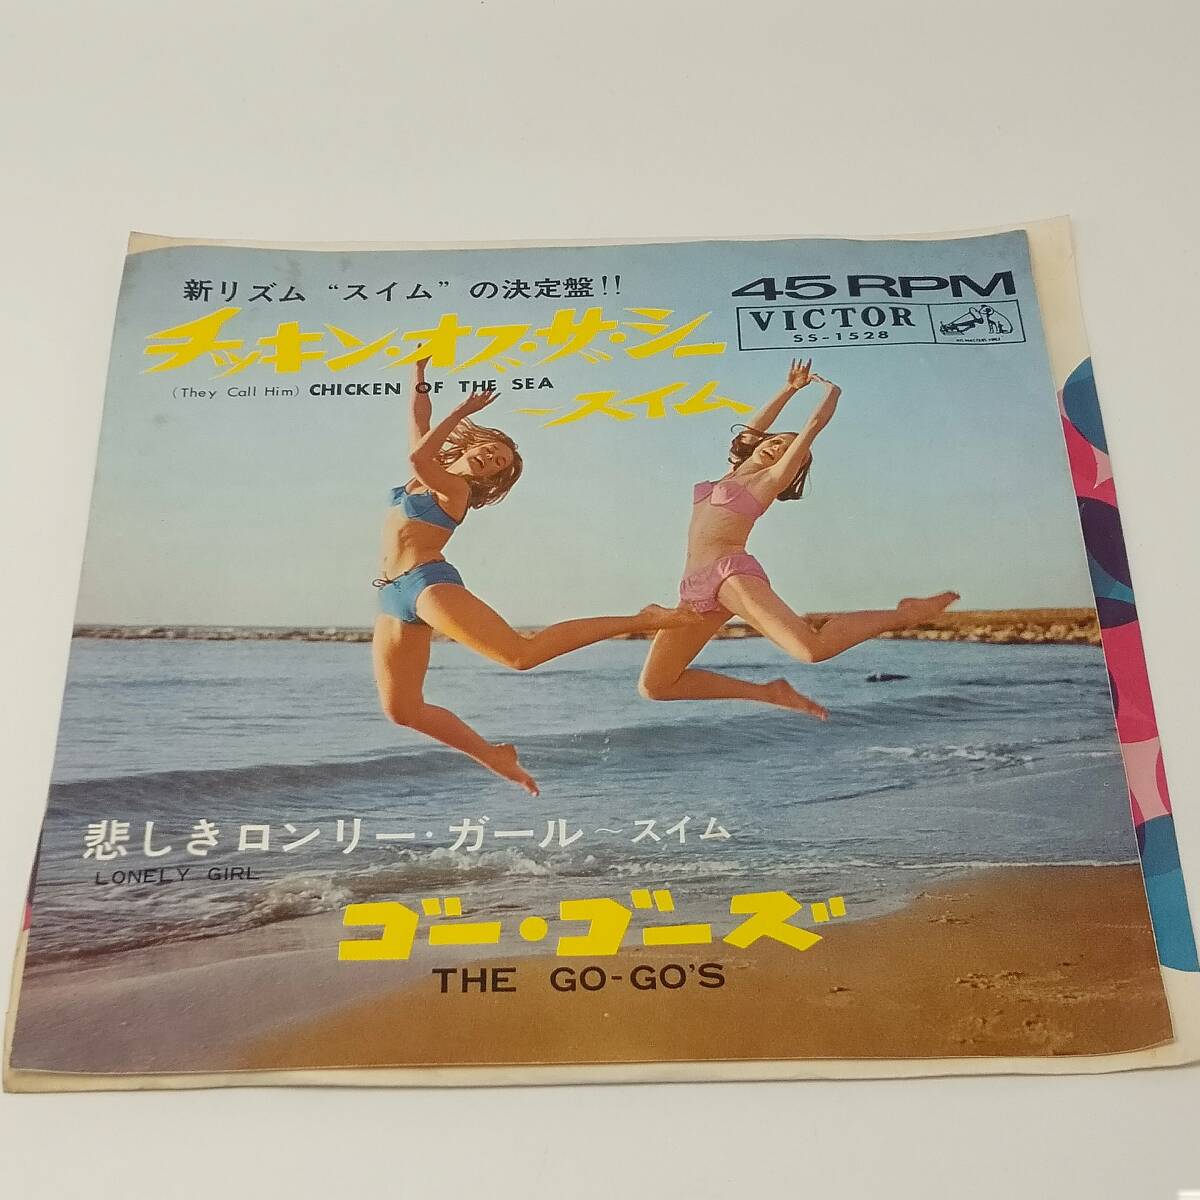 新リズム “スイム” の決定盤!!
45 RPM
VICTOR
SS-1528
チッキン・オブ・ザ・シー
(They Call Him) CHICKEN OF THE SEA
～スイム
悲しきロンリー・ガール～スイム
LONELY GIRL
ゴー・ゴーズ
THE GO-GO'S